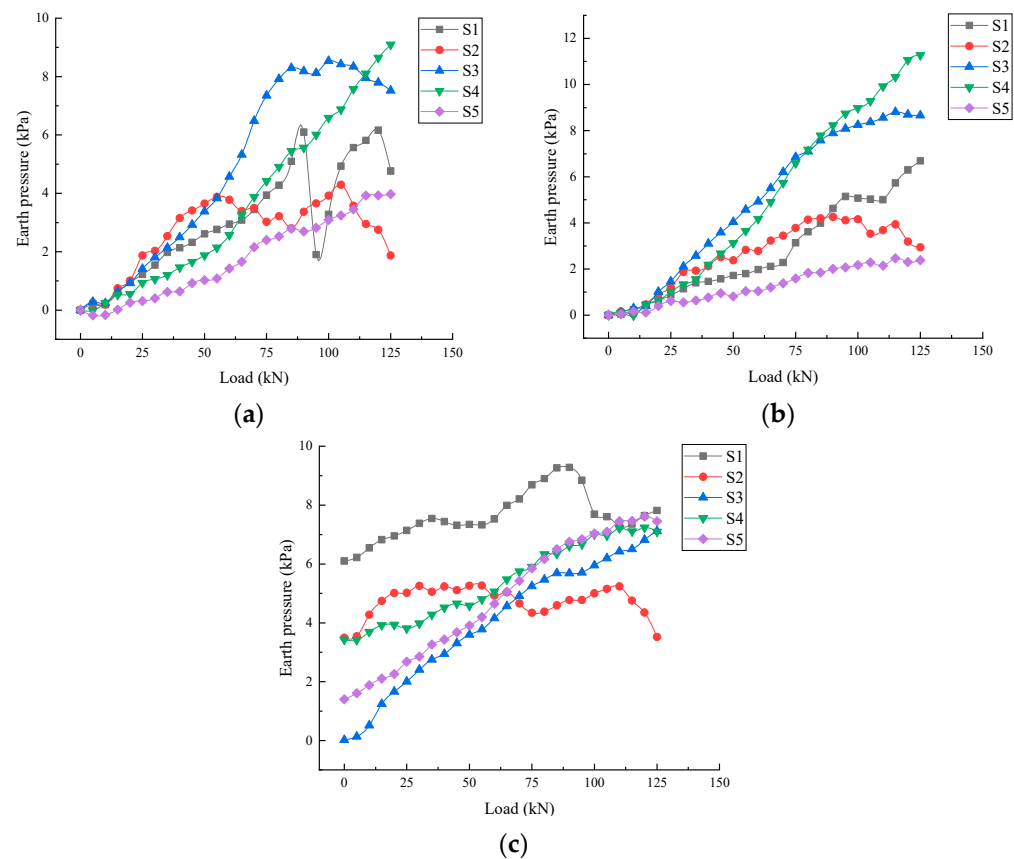 10
8
6
4
2
0
Earth pressure (kPa)
0 25 50 75 100 125 150
Load (kN)
S1
S2
S3
S4
S5
(a)
12
10
8
6
4
2
0
Earth pressure (kPa)
0 25 50 75 100 125 150
Load (kN)
S1
S2
S3
S4
S5
(b)
10
8
6
4
2
0
Earth pressure (kPa)
0 25 50 75 100 125 150
Load (kN)
S1
S2
S3
S4
S5
(c)